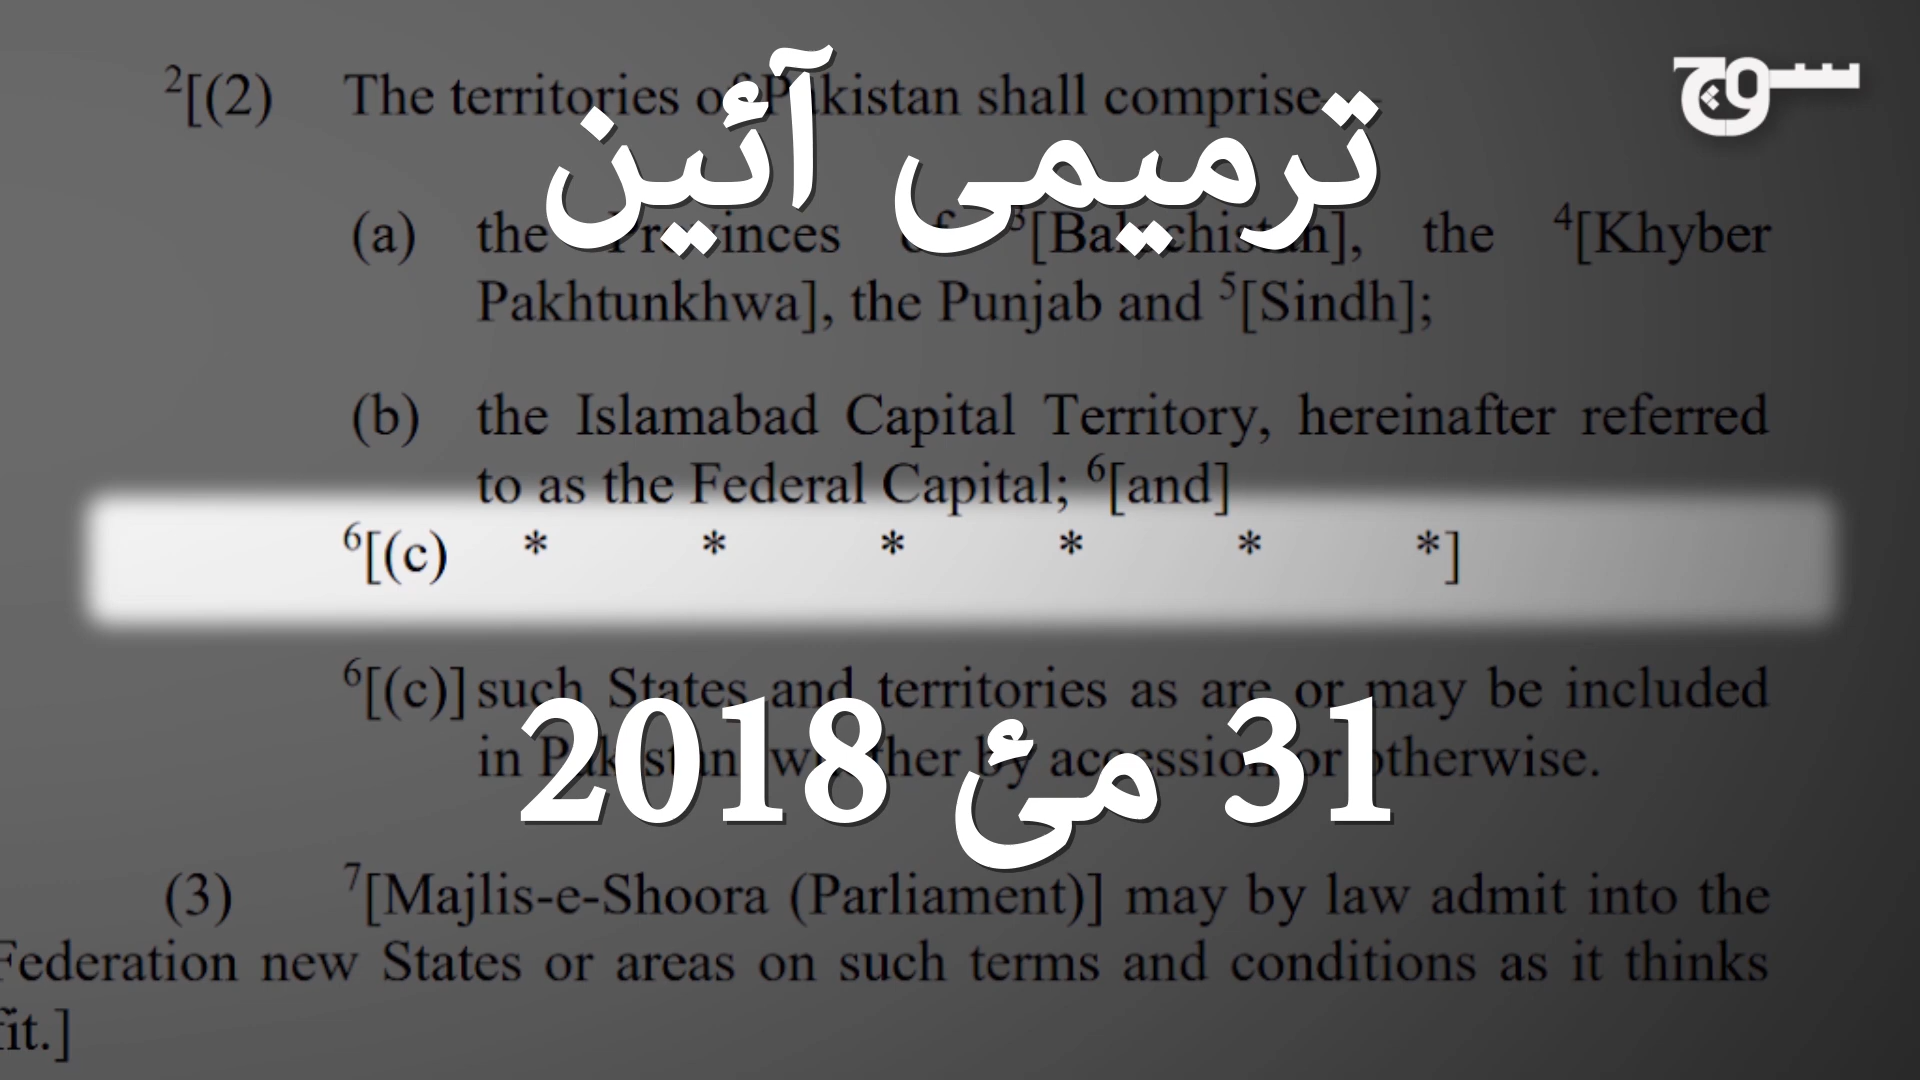 سوچ
²[(2) The territories of Pakistan shall comprise—
ترمیمی آئین
(a) the Provinces of ³[Balochistan], the ⁴[Khyber
Pakhtunkhwa], the Punjab and ⁵[Sindh];
(b) the Islamabad Capital Territory, hereinafter referred
to as the Federal Capital; ⁶[and]
⁶[(c) * * * * * *]
⁶[(c)] such States and territories as are or may be included
in Pakistan, whether by accession or otherwise.
31 مئ 2018
(3) ⁷[Majlis-e-Shoora (Parliament)] may by law admit into the
Federation new States or areas on such terms and conditions as it thinks
fit.]